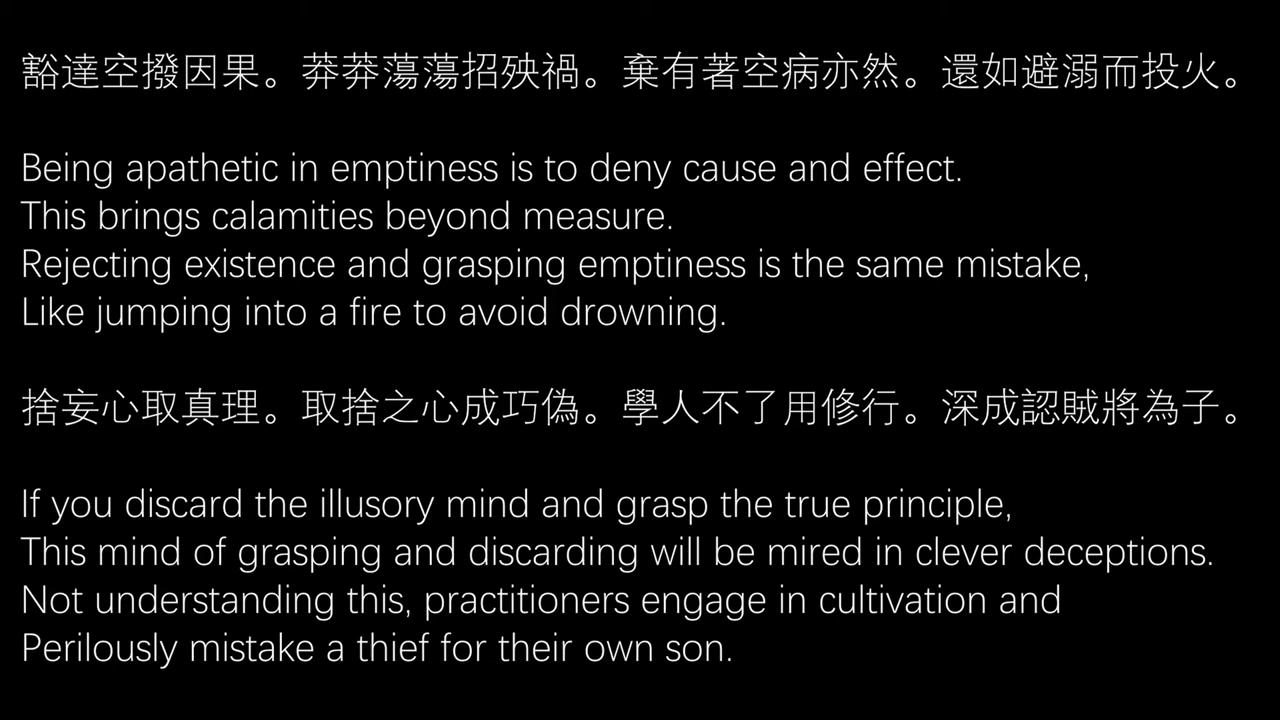 豁達空撥因果。莽莽蕩蕩招殃禍。棄有著空病亦然。還如避溺而投火。
Being apathetic in emptiness is to deny cause and effect.
This brings calamities beyond measure.
Rejecting existence and grasping emptiness is the same mistake,
Like jumping into a fire to avoid drowning.
捨妄心取真理。取捨之心成巧偽。學人不了用修行。深成認賊將為子。
If you discard the illusory mind and grasp the true principle,
This mind of grasping and discarding will be mired in clever deceptions.
Not understanding this, practitioners engage in cultivation and
Perilously mistake a thief for their own son.